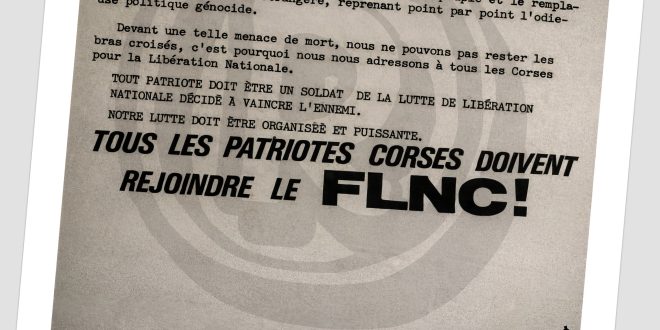 et le rempla-
reprenant point par point l'odie-
use politique génocide.
Devant une telle menace de mort, nous ne pouvons pas rester les
bras croisés, c'est pourquoi nous nous adressons à tous les Corses
pour la Libération Nationale.
TOUT PATRIOTE DOIT ÊTRE UN SOLDAT DE LA LUTTE DE LIBÉRATION
NATIONALE DÉCIDÉ À VAINCRE L'ENNEMI.
NOTRE LUTTE DOIT ÊTRE ORGANISÉE ET PUISSANTE.
TOUS LES PATRIOTES CORSES DOIVENT
REJOINDRE LE FLNC!